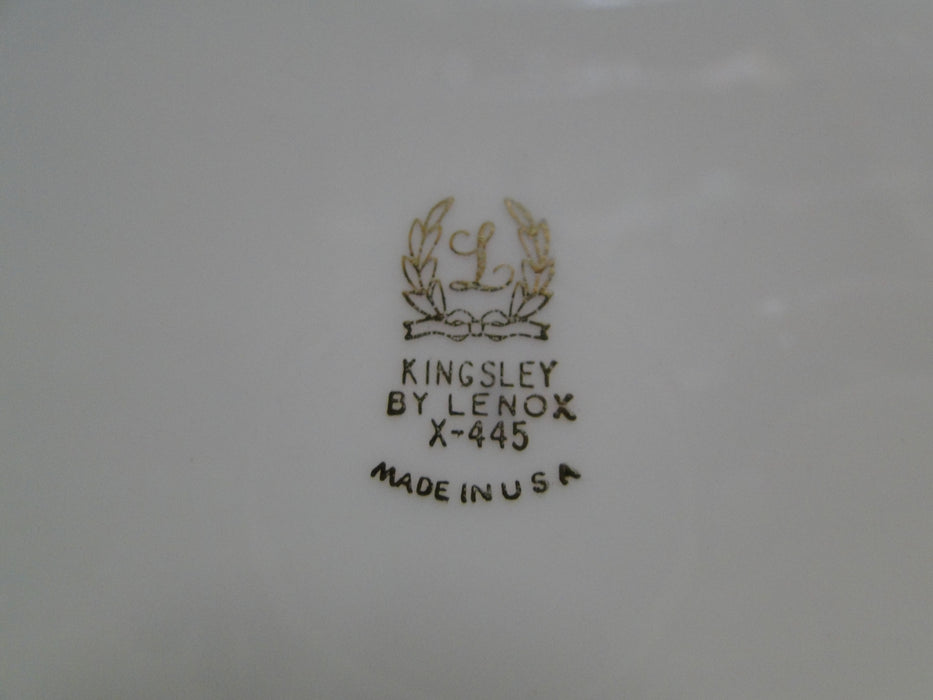 L
KINGSLEY
BY LENOX
X-445
MADE IN USA